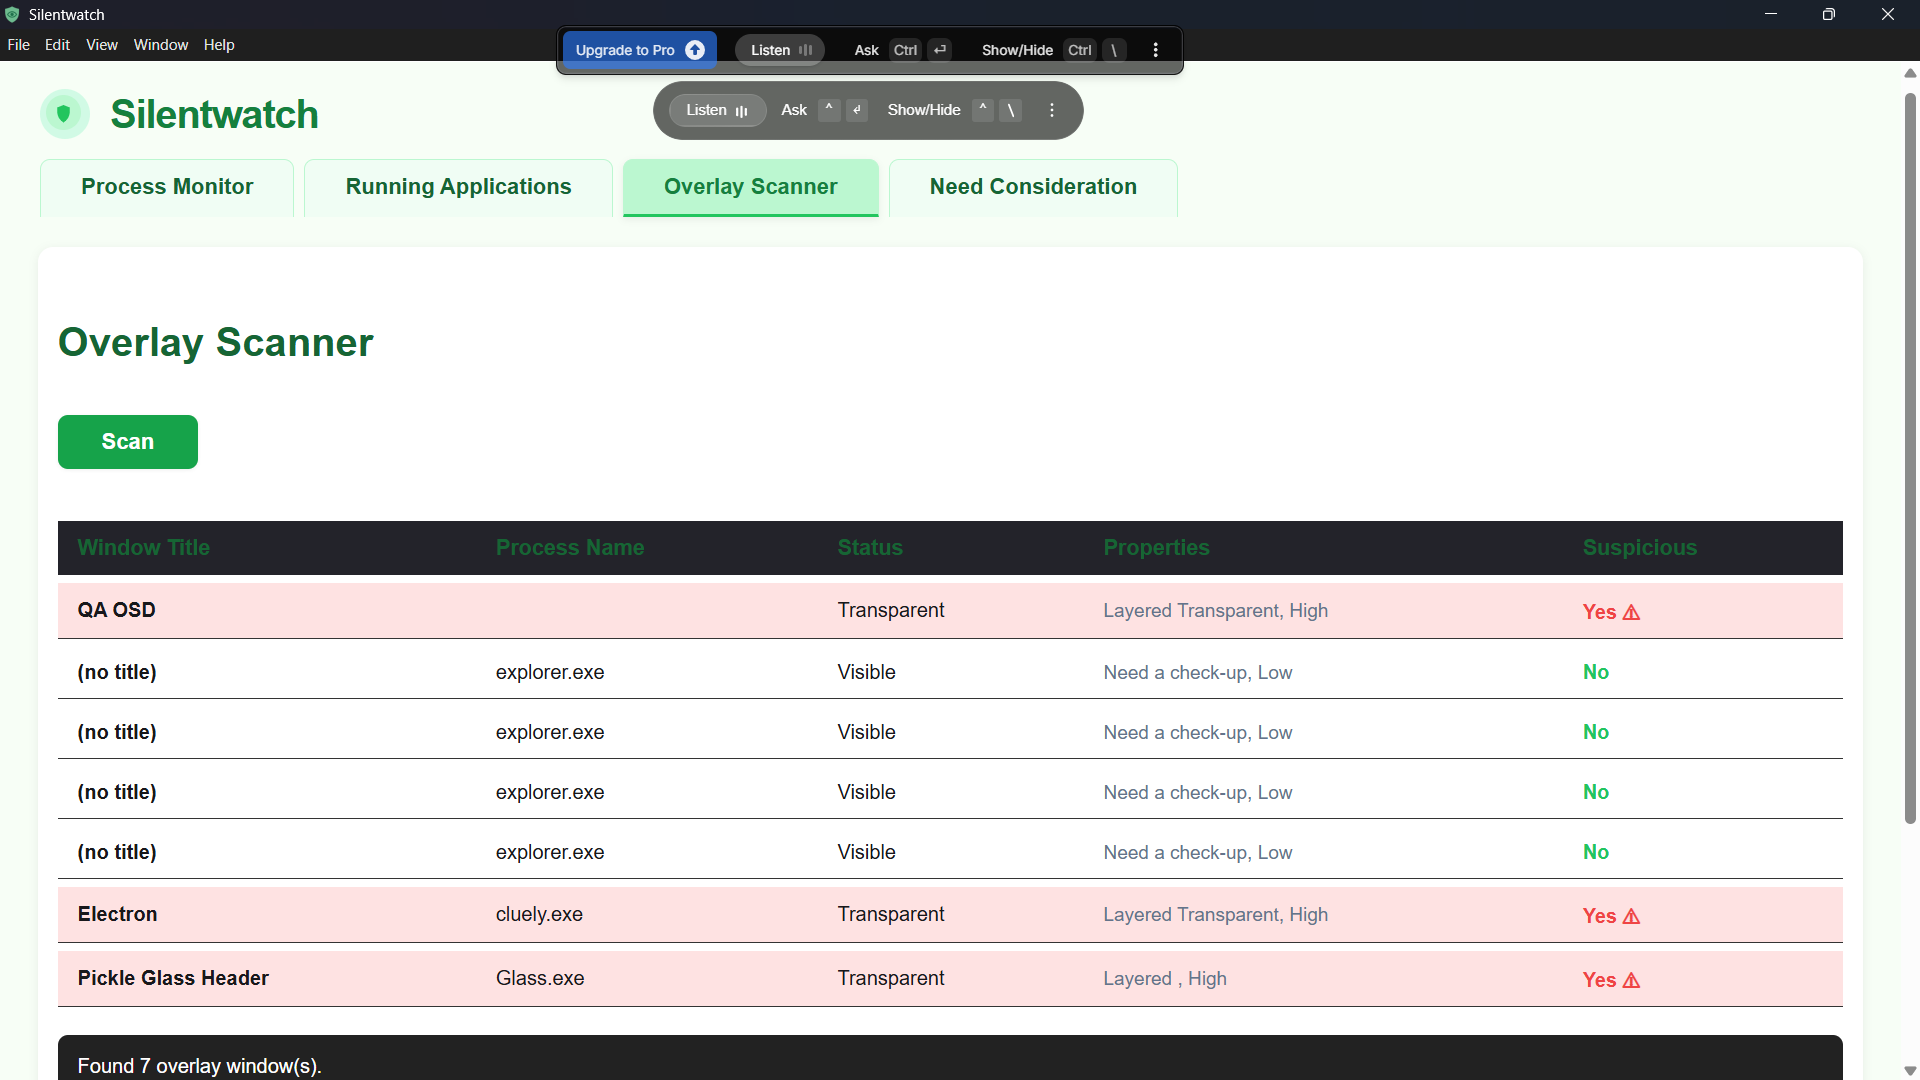 Silentwatch
File Edit View Window Help
Upgrade to Pro Listen Ask Ctrl ↵ Show/Hide Ctrl \
Listen Ask ^ ↵ Show/Hide ^ \
Silentwatch
Process Monitor Running Applications Overlay Scanner Need Consideration
Overlay Scanner
Scan
Window Title Process Name Status Properties Suspicious
QA OSD Transparent Layered Transparent, High Yes ⚠
(no title) explorer.exe Visible Need a check-up, Low No
(no title) explorer.exe Visible Need a check-up, Low No
(no title) explorer.exe Visible Need a check-up, Low No
(no title) explorer.exe Visible Need a check-up, Low No
Electron cluely.exe Transparent Layered Transparent, High Yes ⚠
Pickle Glass Header Glass.exe Transparent Layered , High Yes ⚠
Found 7 overlay window(s).